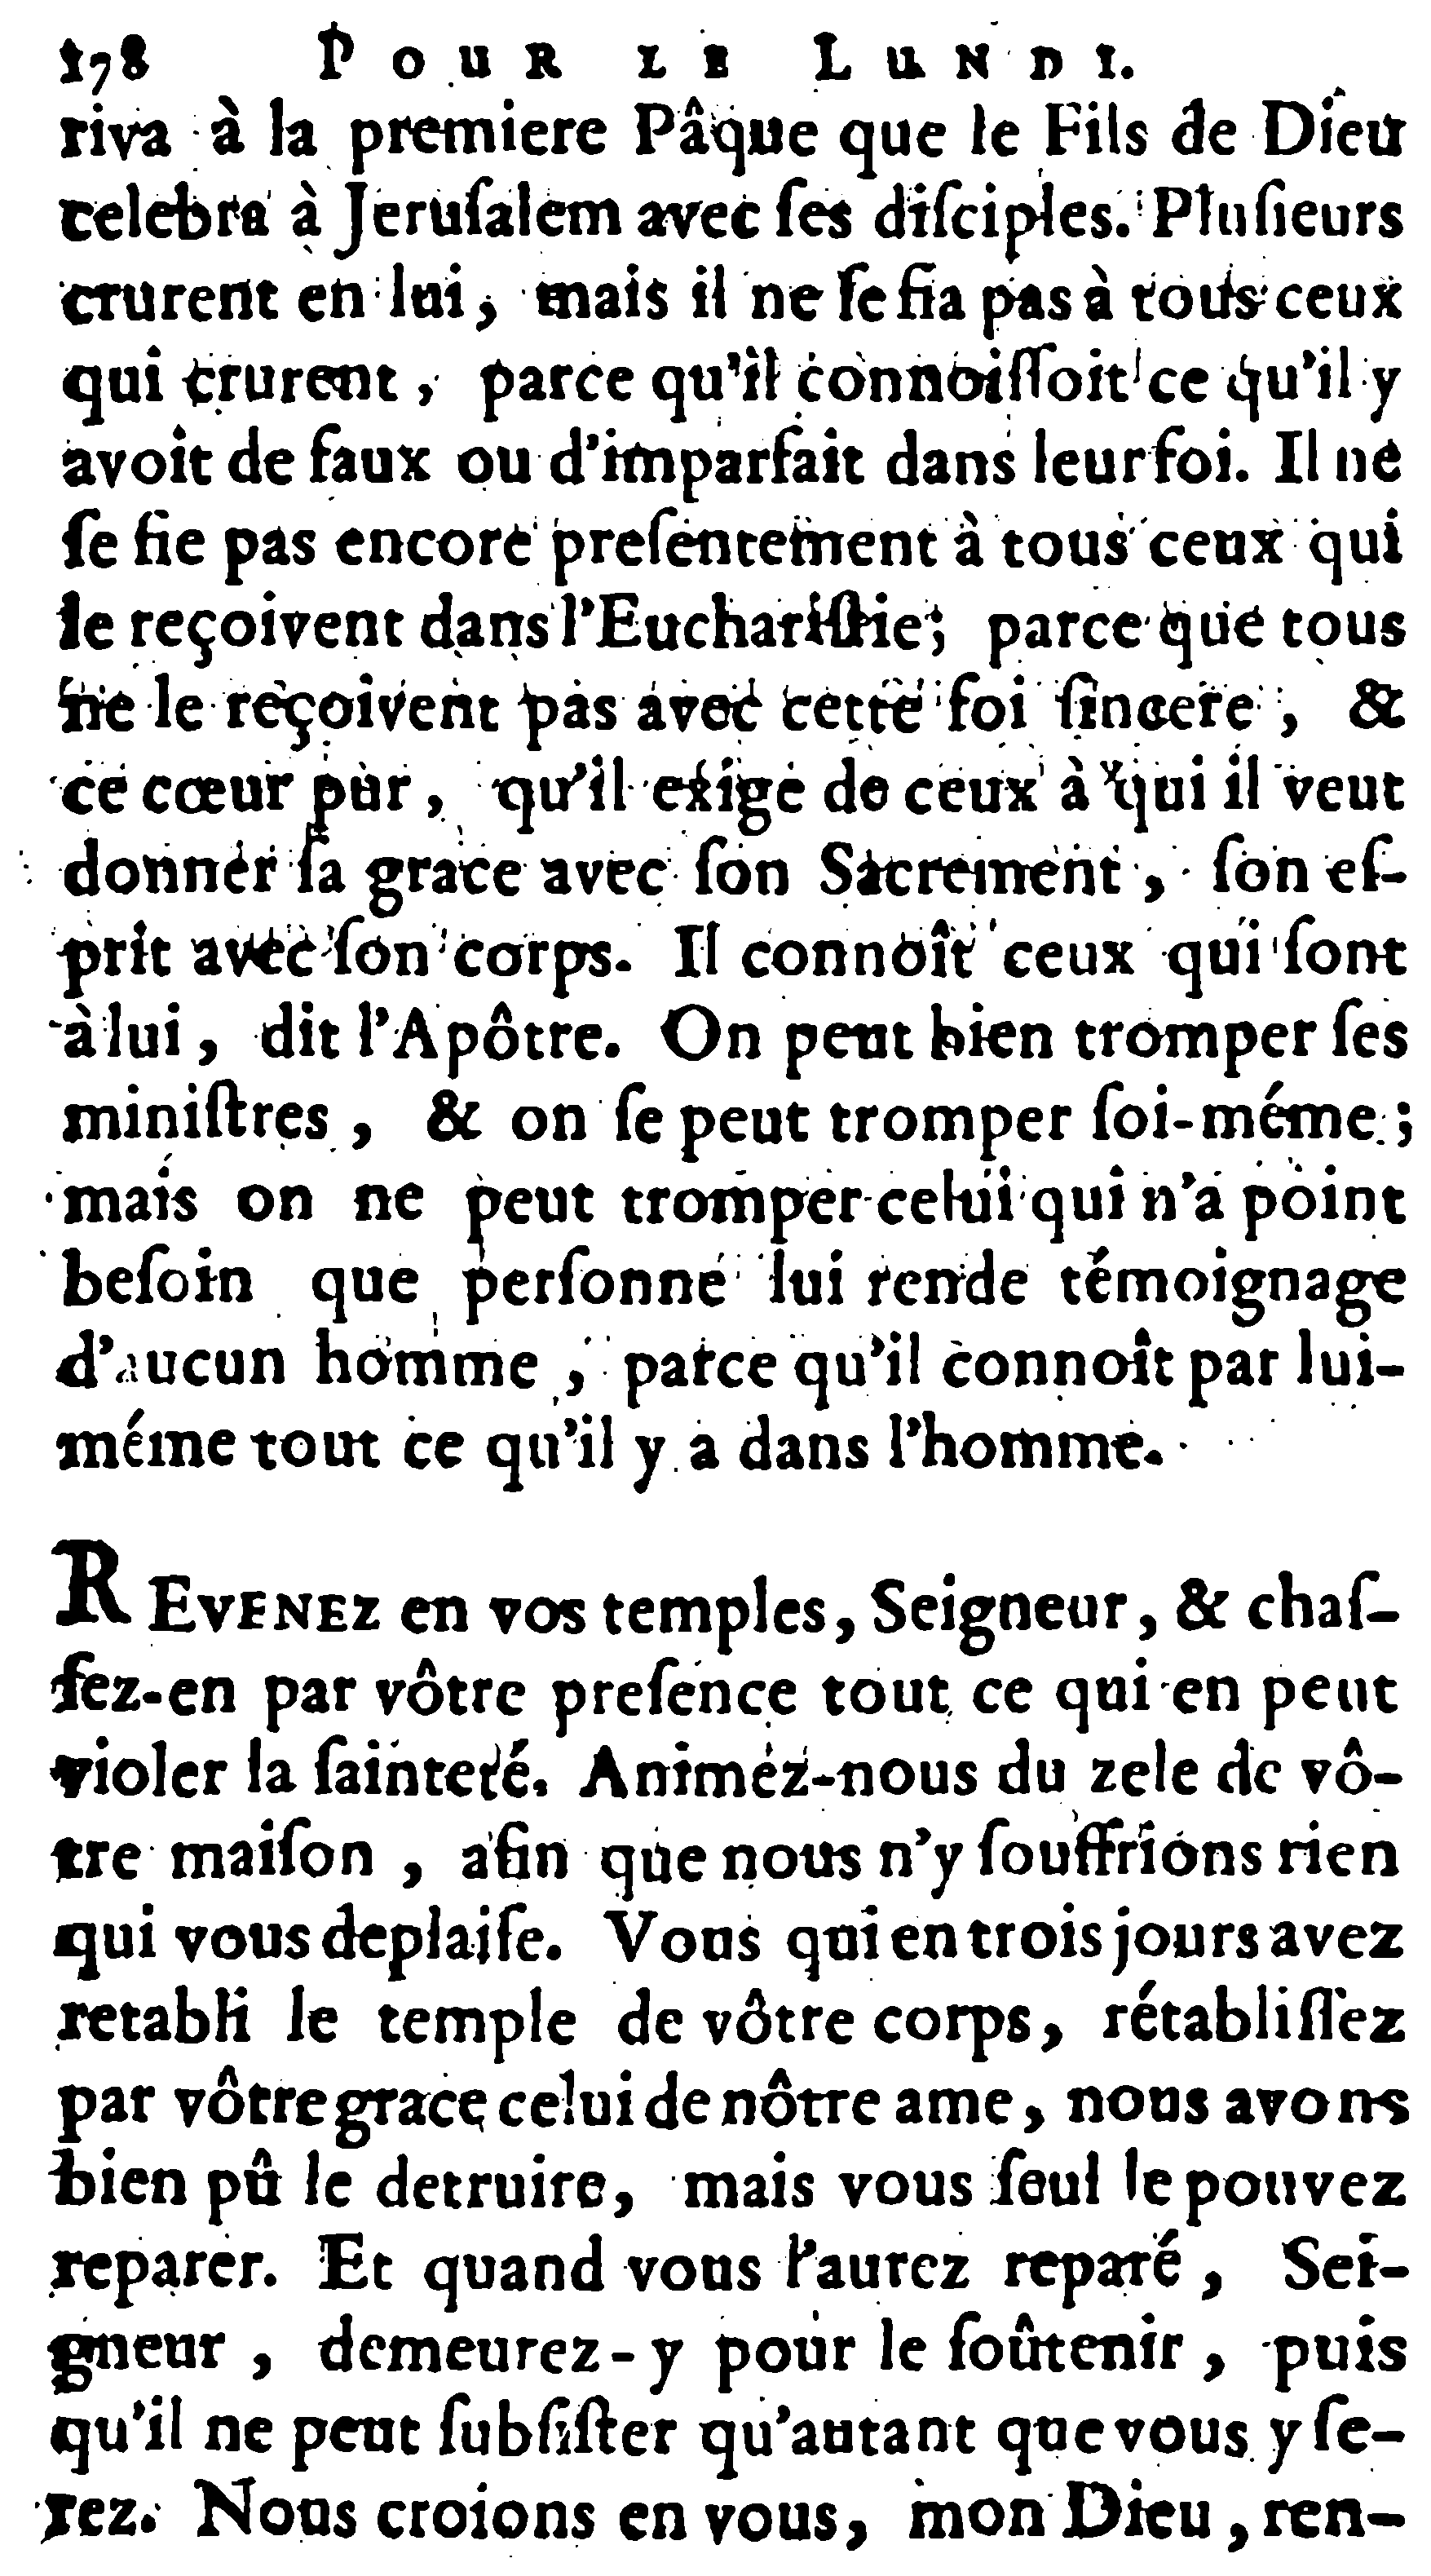 178 POUR LE LUNDI.
riva à la premiere Pâque que le Fils de Dieu
celebra à Jeruſalem avec ſes diſciples. Pluſieurs
crurent en lui, mais il ne ſe fia pas à tous ceux
qui crurent, parce qu'il connoiſſoit ce qu'il y
avoit de faux ou d'imparfait dans leur foi. Il ne
ſe fie pas encore preſentement à tous ceux qui
le reçoivent dans l'Euchariſtie; parce que tous
ne le reçoivent pas avec cette foi ſincere, &
ce cœur pur, qu'il exige de ceux à qui il veut
donner ſa grace avec ſon Sacrement, ſon eſ-
prit avec ſon corps. Il connoît ceux qui ſont
à lui, dit l'Apôtre. On peut bien tromper ſes
miniſtres, & on ſe peut tromper ſoi-méme;
mais on ne peut tromper celui qui n'a point
beſoin que perſonne lui rende témoignage
d'aucun homme, parce qu'il connoît par lui-
méme tout ce qu'il y a dans l'homme.
REVENEZ en vos temples, Seigneur, & chaſ-
ſez-en par vôtre preſence tout ce qui en peut
violer la ſainteté. Animez-nous du zele de vô-
tre maiſon, afin que nous n'y ſouffrions rien
qui vous deplaiſe. Vous qui en trois jours avez
retabli le temple de vôtre corps, rétabliſſez
par vôtre grace celui de nôtre ame, nous avons
bien pû le detruire, mais vous ſeul le pouvez
reparer. Et quand vous l'aurez reparé, Sei-
gneur, demeurez-y pour le ſoûtenir, puis
qu'il ne peut ſubſiſter qu'autant que vous y ſe-
rez. Nous croions en vous, mon Dieu, ren-